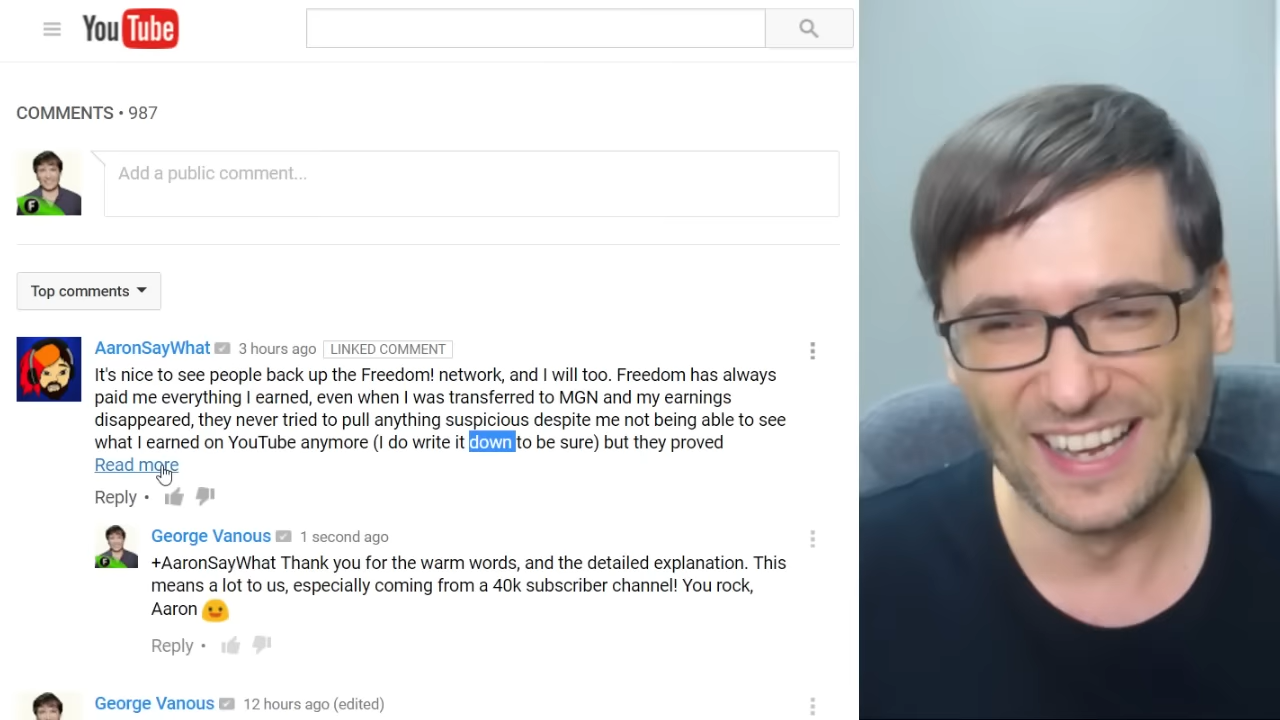 YouTube
COMMENTS • 987
Add a public comment...
Top comments
AaronSayWhat 3 hours ago LINKED COMMENT
It's nice to see people back up the Freedom! network, and I will too. Freedom has always
paid me everything I earned, even when I was transferred to MGN and my earnings
disappeared, they never tried to pull anything suspicious despite me not being able to see
what I earned on YouTube anymore (I do write it down to be sure) but they proved
Read more
Reply •
George Vanous 1 second ago
+AaronSayWhat Thank you for the warm words, and the detailed explanation. This
means a lot to us, especially coming from a 40k subscriber channel! You rock,
Aaron
Reply •
George Vanous 12 hours ago (edited)